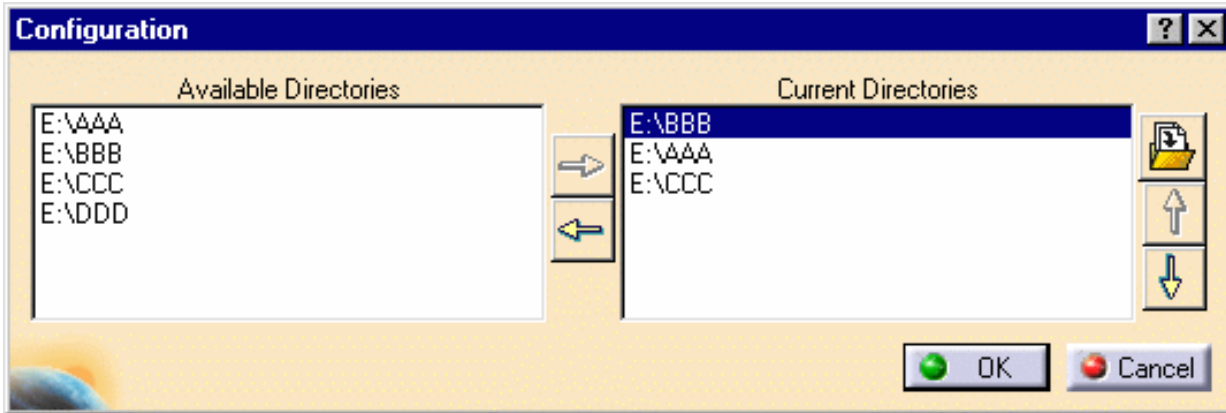 Configuration
Available Directories
E:\AAA
E:\BBB
E:\CCC
E:\DDD
Current Directories
E:\BBB
E:\AAA
E:\CCC
OK
Cancel